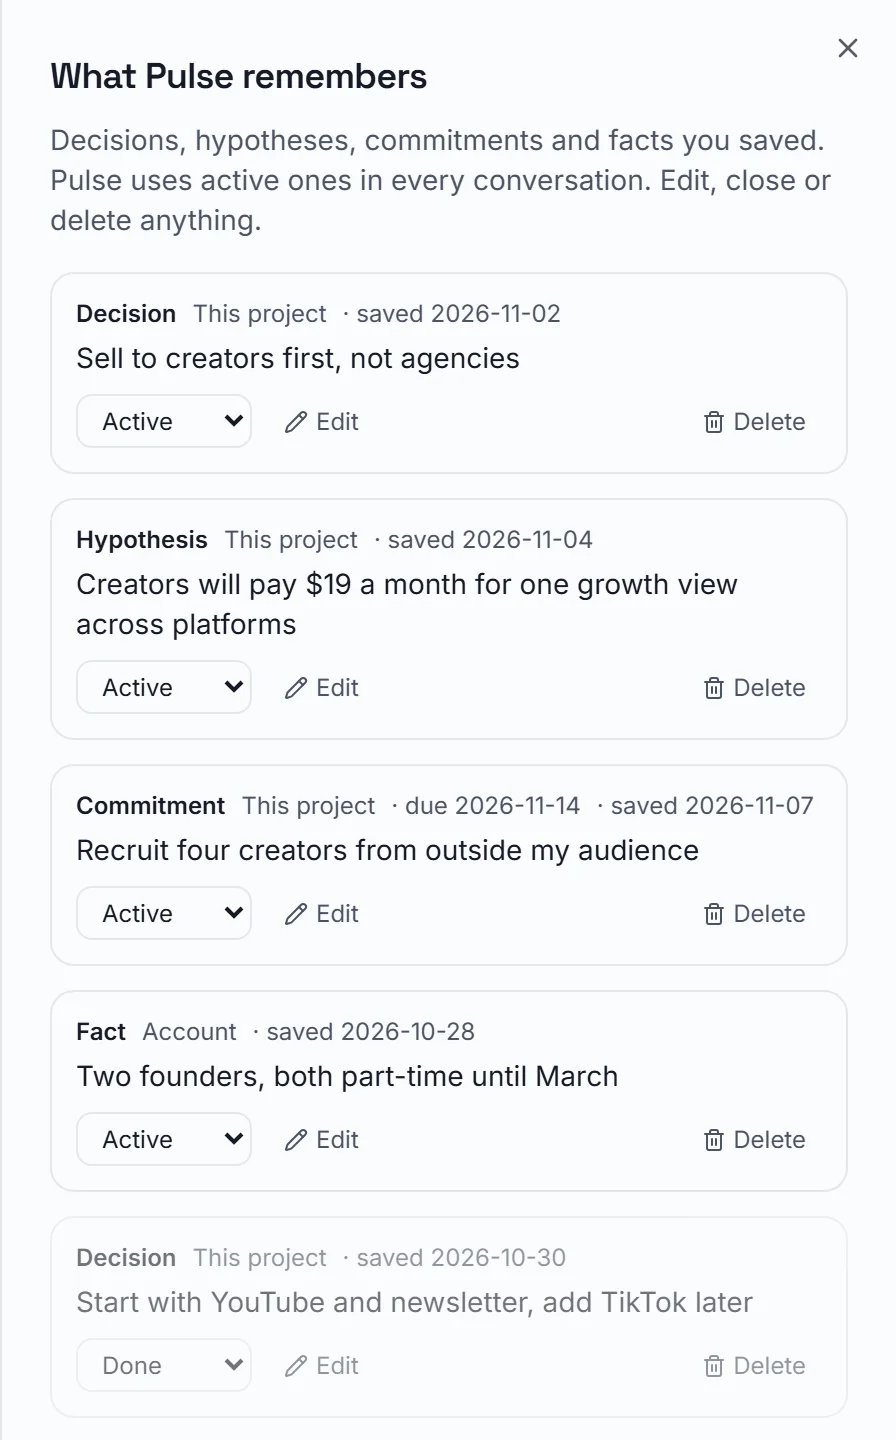 What Pulse remembers
Decisions, hypotheses, commitments and facts you saved.
Pulse uses active ones in every conversation. Edit, close or
delete anything.
Decision This project · saved 2026-11-02
Sell to creators first, not agencies
Active Edit Delete
Hypothesis This project · saved 2026-11-04
Creators will pay $19 a month for one growth view
across platforms
Active Edit Delete
Commitment This project · due 2026-11-14 · saved 2026-11-07
Recruit four creators from outside my audience
Active Edit Delete
Fact Account · saved 2026-10-28
Two founders, both part-time until March
Active Edit Delete
Decision This project · saved 2026-10-30
Start with YouTube and newsletter, add TikTok later
Done Edit Delete